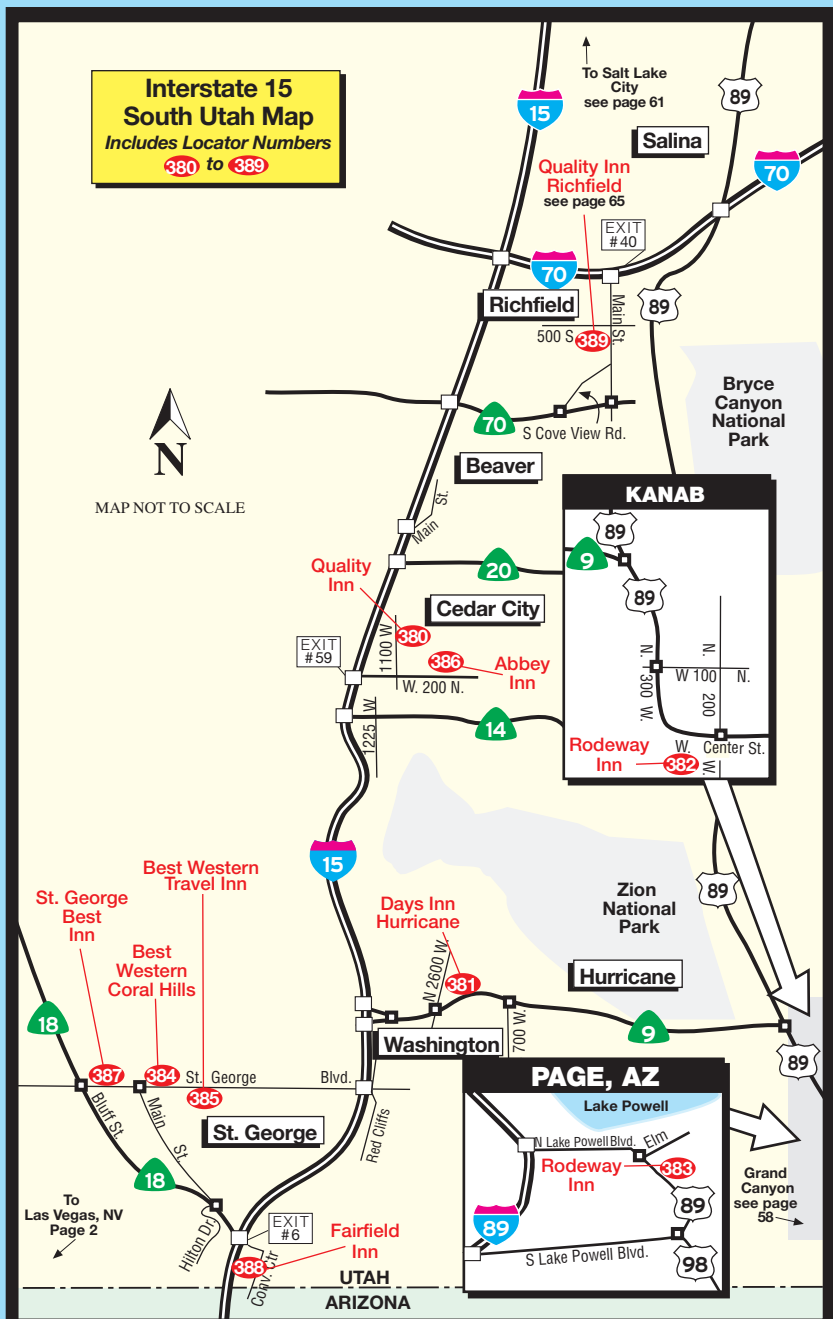 Interstate 15
South Utah Map
Includes Locator Numbers
380 to 389
To Salt Lake
City
see page 61
15
89
Salina
70
Quality Inn
Richfield
see page 65
EXIT
#40
70
Richfield
89
Main St.
500 S
389
Bryce
Canyon
National
Park
N
MAP NOT TO SCALE
70
S Cove View Rd.
Beaver
Main St.
KANAB
89
9
89
N.
W 100 N.
300 W.
N.
200
W.
Center St.
Rodeway
Inn
382
W.
20
Quality
Inn
Cedar City
1100 W
380
EXIT
#59
386
Abbey
Inn
W. 200 N.
1225 W
14
15
Best Western
Travel Inn
St. George
Best
Inn
Best
Western
Coral Hills
Days Inn
Hurricane
N 2600 W.
381
Zion
National
Park
89
Hurricane
18
700 W.
9
Washington
89
387
384
St. George Blvd.
385
Bluff St.
Main St.
St. George
Red Cliffs
PAGE, AZ
Lake Powell
N Lake Powell Blvd.
Elm
Rodeway
Inn
383
89
89
S Lake Powell Blvd.
98
Grand
Canyon
see page
58
18
To
Las Vegas, NV
Page 2
Hilton Dr.
EXIT
#6
Fairfield
Inn
388
Conv. Ctr
UTAH
ARIZONA